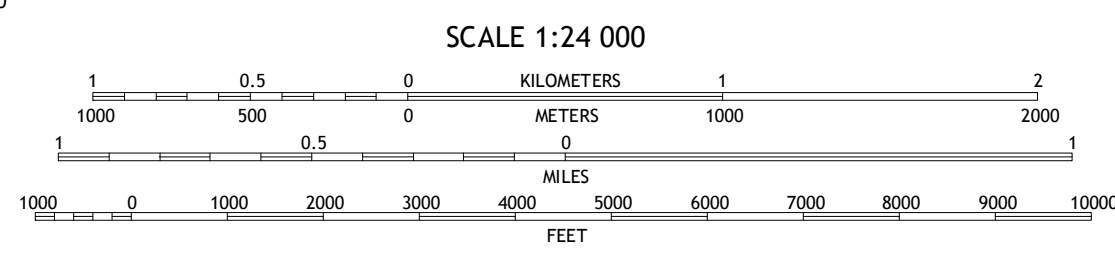 SCALE 1:24 000
1 0.5 0 KILOMETERS 1 2
1000 500 0 METERS 1000 2000
1 0.5 0 1
MILES
1000 0 1000 2000 3000 4000 5000 6000 7000 8000 9000 10000
FEET